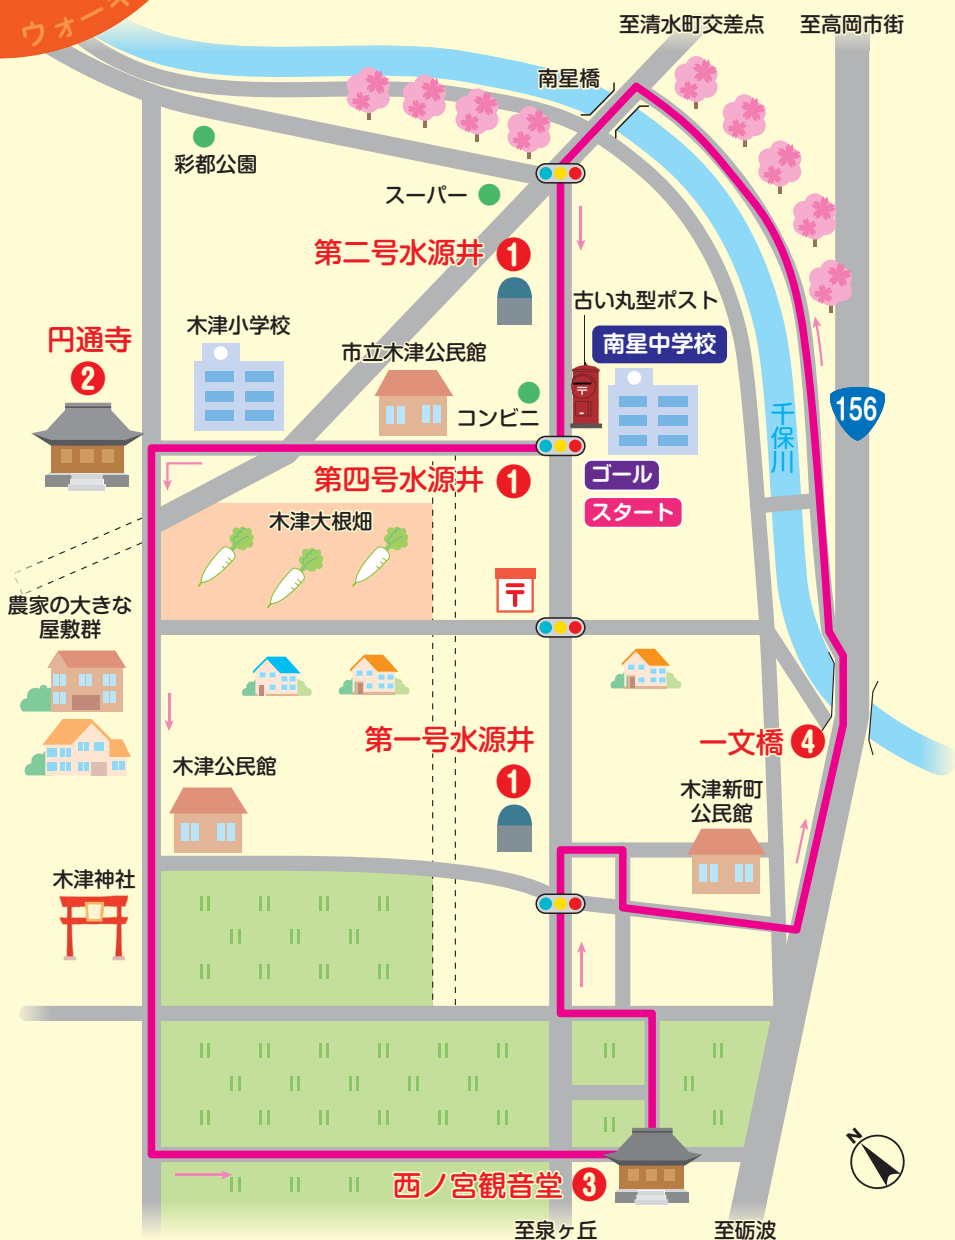 ウォー
至清水町交差点
至高岡市街
南星橋
彩都公園
スーパー
第二号水源井
1
古い丸型ポスト
木津小学校
南星中学校
円通寺
2
市立木津公民館
〒
コンビニ
156
千保川
ゴール
第四号水源井
1
スタート
木津大根畑
〒
農家の大きな
屋敷群
第一号水源井
1
一文橋
4
木津公民館
木津新町
公民館
木津神社
N
西ノ宮観音堂
3
至泉ヶ丘
至砺波